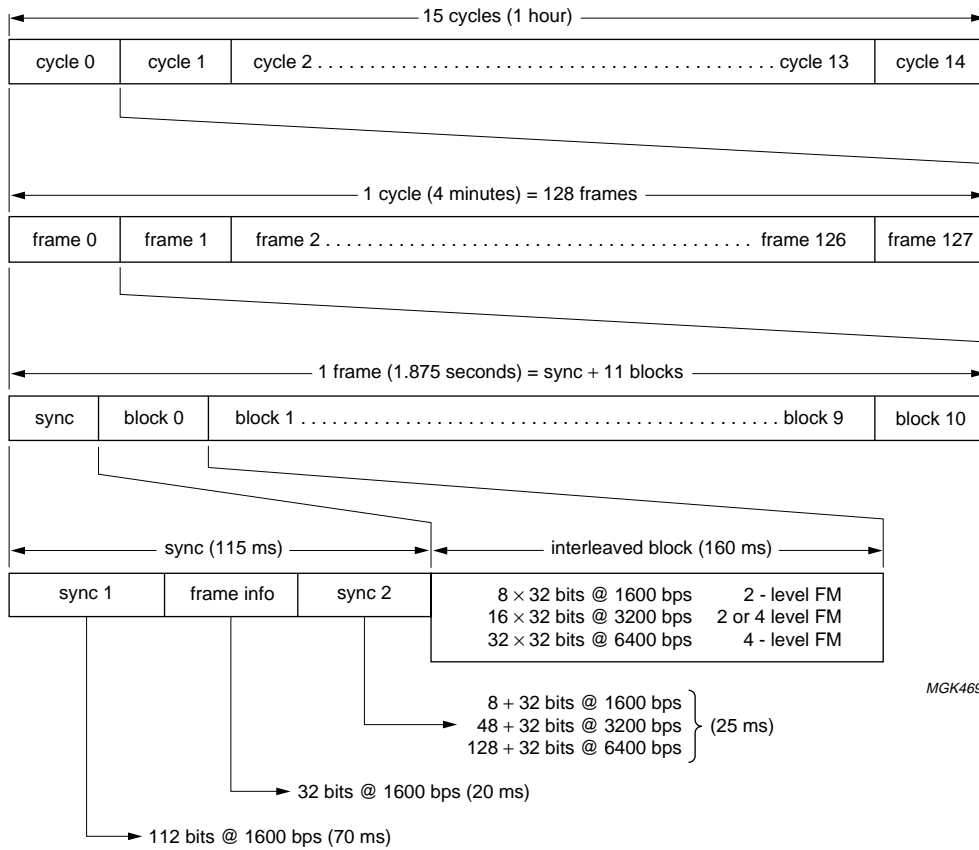 15 cycles (1 hour)
cycle 0 cycle 1 cycle 2 . . . . . . . . . . . . . . . . . . . . . . . . . . . . . . . . . . . . . . . . . . . . . . . . . . . . cycle 13 cycle 14
1 cycle (4 minutes) = 128 frames
frame 0 frame 1 frame 2 . . . . . . . . . . . . . . . . . . . . . . . . . . . . . . . . . . . . . . . . . . . . . . . . frame 126 frame 127
1 frame (1.875 seconds) = sync + 11 blocks
sync block 0 block 1 . . . . . . . . . . . . . . . . . . . . . . . . . . . . . . . . . . . . . . . . . . . . . . . . . . . . . . block 9 block 10
sync (115 ms) interleaved block (160 ms)
sync 1 frame info sync 2
8 × 32 bits @ 1600 bps 2 - level FM
16 × 32 bits @ 3200 bps 2 or 4 level FM
32 × 32 bits @ 6400 bps 4 - level FM
MGK469
8 + 32 bits @ 1600 bps
48 + 32 bits @ 3200 bps (25 ms)
128 + 32 bits @ 6400 bps
32 bits @ 1600 bps (20 ms)
112 bits @ 1600 bps (70 ms)